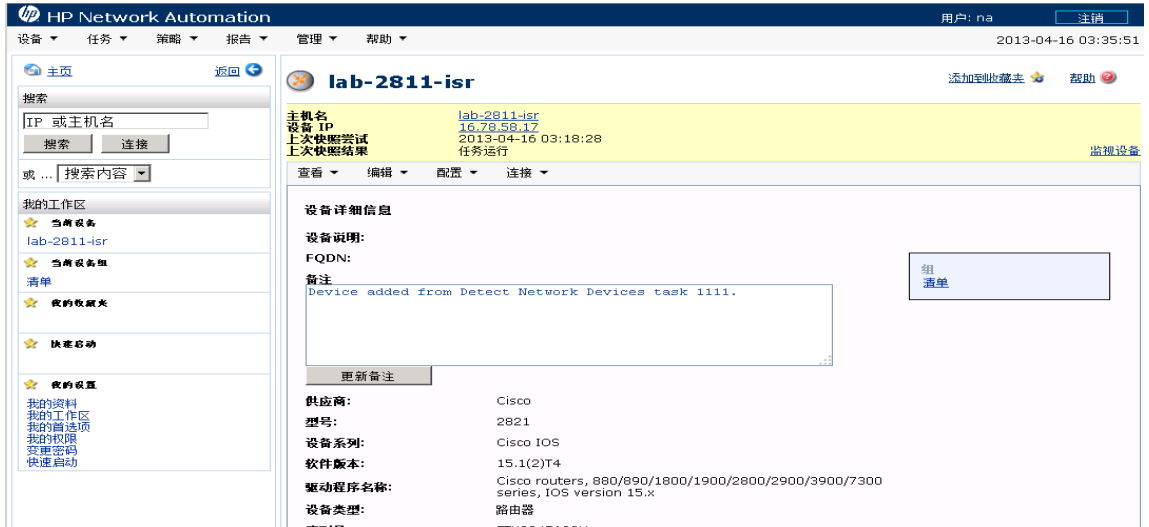 HP Network Automation
用户: na
注销
设备 任务 策略 报告 管理 帮助
2013-04-16 03:35:51
主页
返回
搜索
IP 或主机名
搜索 连接
或 ... 搜索内容
我的工作区
当前设备
lab-2811-isr
当前设备组
清单
我的收藏夹
快速启动
我的设置
我的资料
我的工作区
我的首选项
我的权限
变更密码
快速启动
lab-2811-isr
添加到收藏夹
帮助
主机名 lab-2811-isr
设备 IP 16.78.58.17
上次快照尝试 2013-04-16 03:18:28
上次快照结果 任务运行
监视设备
查看 编辑 配置 连接
设备详细信息
设备说明:
FQDN:
备注
Device added from Detect Network Devices task 1111.
更新备注
组
清单
供应商: Cisco
型号: 2821
设备系列: Cisco IOS
软件版本: 15.1(2)T4
驱动程序名称: Cisco routers, 880/890/1800/1900/2800/2900/3900/7300
series, IOS version 15.x
设备类型: 路由器